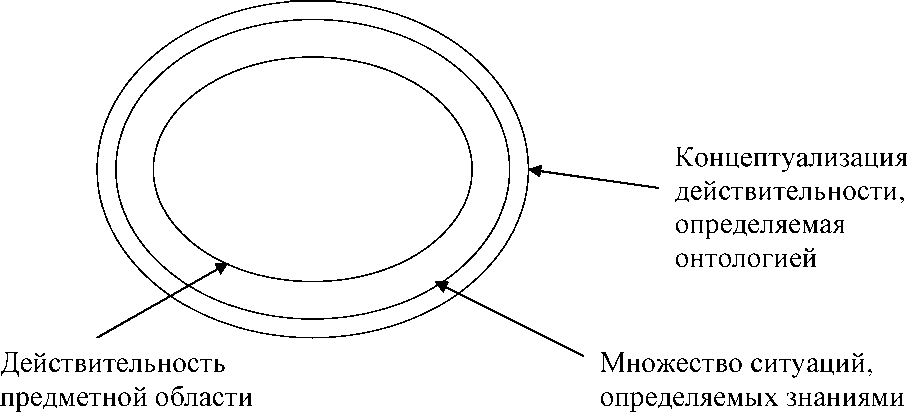 Концептуализация
действительности,
определяемая
онтологией
Действительность
предметной области
Множество ситуаций,
определяемых знаниями